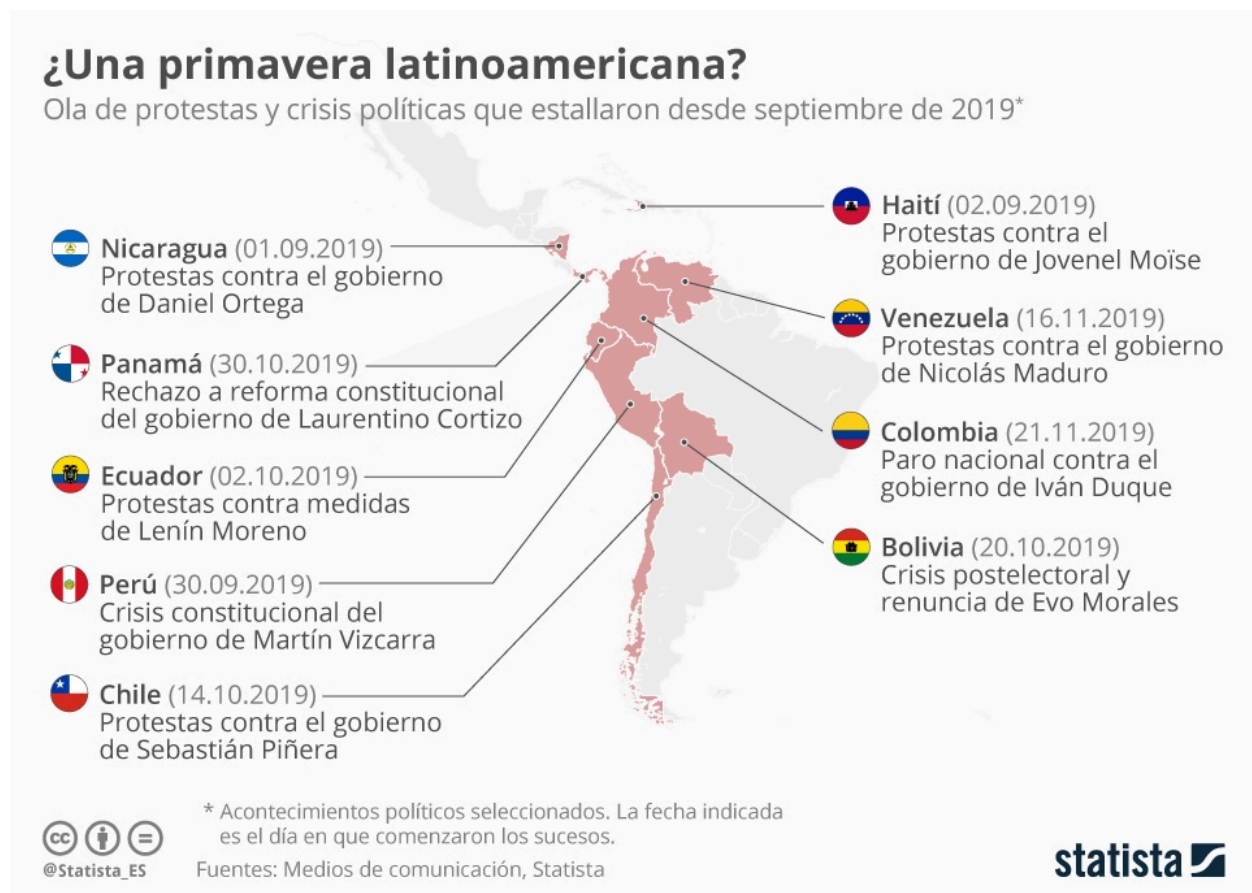 ¿Una primavera latinoamericana?
Ola de protestas y crisis políticas que estallaron desde septiembre de 2019*
Nicaragua (01.09.2019)
Protestas contra el gobierno
de Daniel Ortega
Panamá (30.10.2019)
Rechazo a reforma constitucional
del gobierno de Laurentino Cortizo
Ecuador (02.10.2019)
Protestas contra medidas
de Lenín Moreno
Perú (30.09.2019)
Crisis constitucional del
gobierno de Martín Vizcarra
Chile (14.10.2019)
Protestas contra el gobierno
de Sebastián Piñera
Haití (02.09.2019)
Protestas contra el
gobierno de Jovenel Moïse
Venezuela (16.11.2019)
Protestas contra el gobierno
de Nicolás Maduro
Colombia (21.11.2019)
Paro nacional contra el
gobierno de Iván Duque
Bolivia (20.10.2019)
Crisis postelectoral y
renuncia de Evo Morales
* Acontecimientos políticos seleccionados. La fecha indicada
es el día en que comenzaron los sucesos.
cc
@Statista_ES
Fuentes: Medios de comunicación, Statista
statista